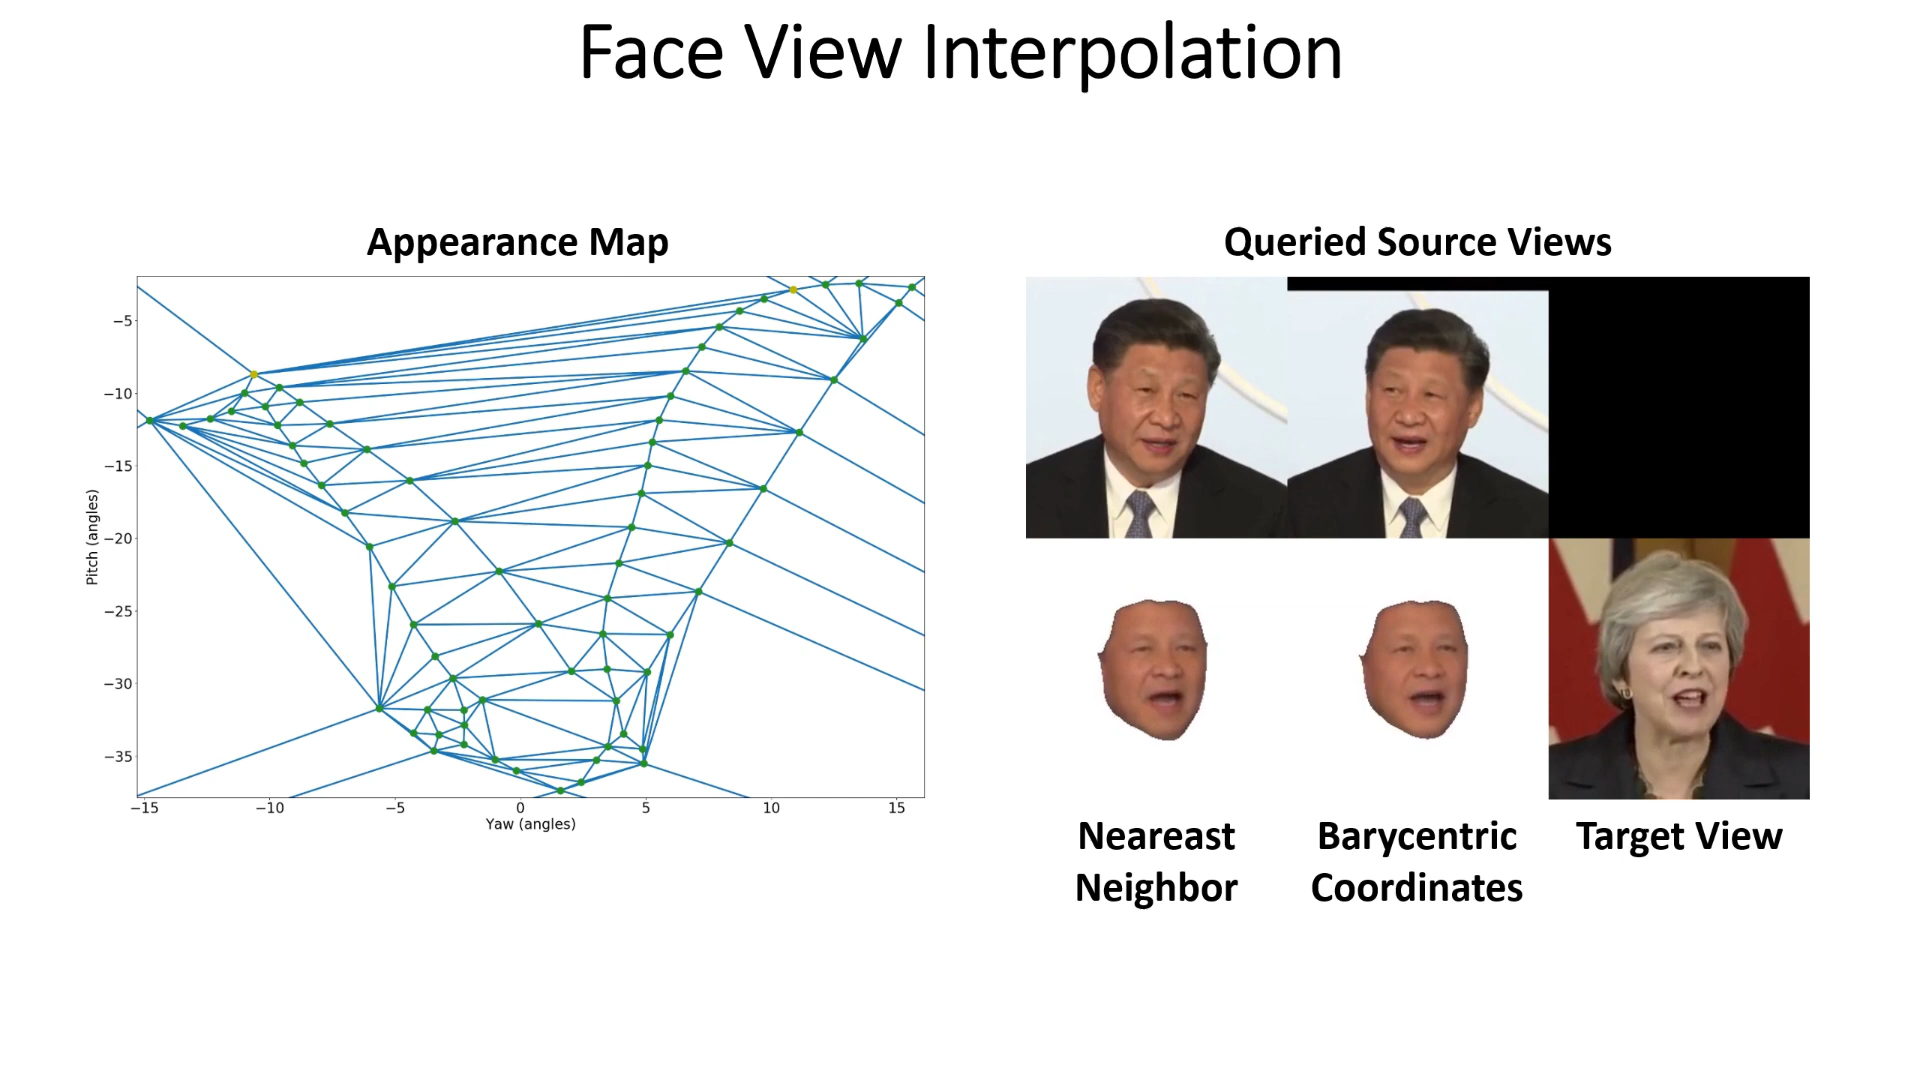 Face View Interpolation
Appearance Map
Queried Source Views
−5
−10
−15
−20
−25
−30
−35
Pitch (angles)
−15 −10 −5 0 5 10 15
Yaw (angles)
Neareast
Neighbor
Barycentric
Coordinates
Target View